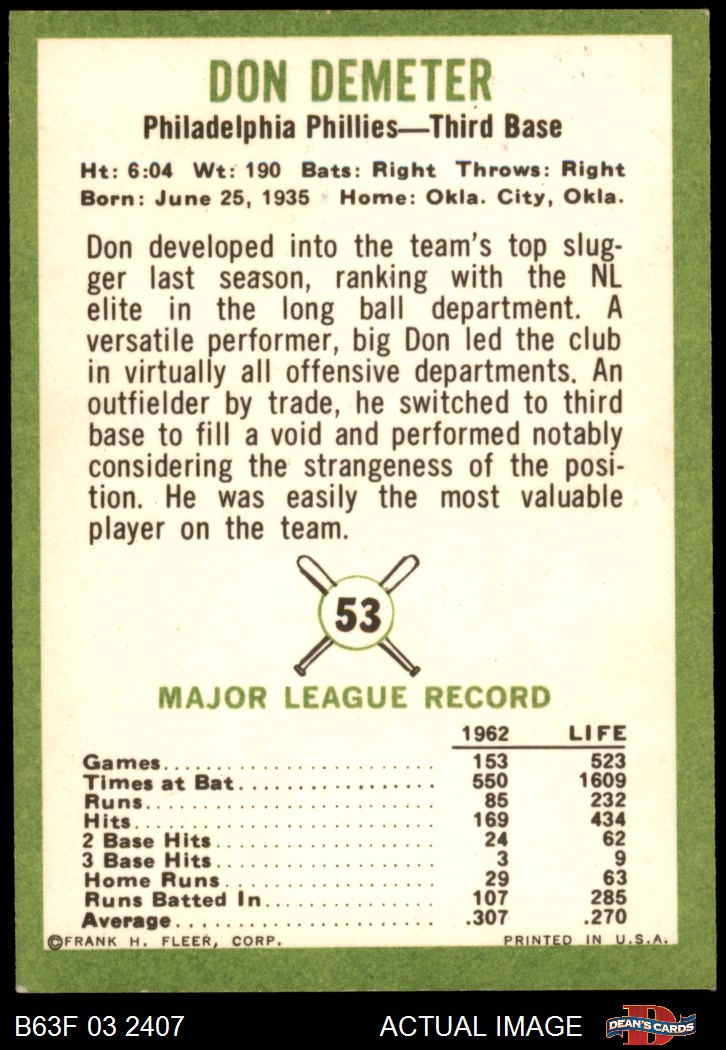 DON DEMETER
Philadelphia Phillies—Third Base
Ht: 6:04 Wt: 190 Bats: Right Throws: Right
Born: June 25, 1935 Home: Okla. City, Okla.
Don developed into the team's top slug-
ger last season, ranking with the NL
elite in the long ball department. A
versatile performer, big Don led the club
in virtually all offensive departments. An
outfielder by trade, he switched to third
base to fill a void and performed notably
considering the strangeness of the posi-
tion. He was easily the most valuable
player on the team.
53
MAJOR LEAGUE RECORD
1962 LIFE
Games 153 523
Times at Bat 550 1609
Runs 85 232
Hits 169 434
2 Base Hits 24 62
3 Base Hits 3 9
Home Runs 29 63
Runs Batted In 107 285
Average .307 .270
©FRANK H. FLEER, CORP. PRINTED IN U.S.A.
B63F 03 2407 ACTUAL IMAGE D DEAN'S CARDS